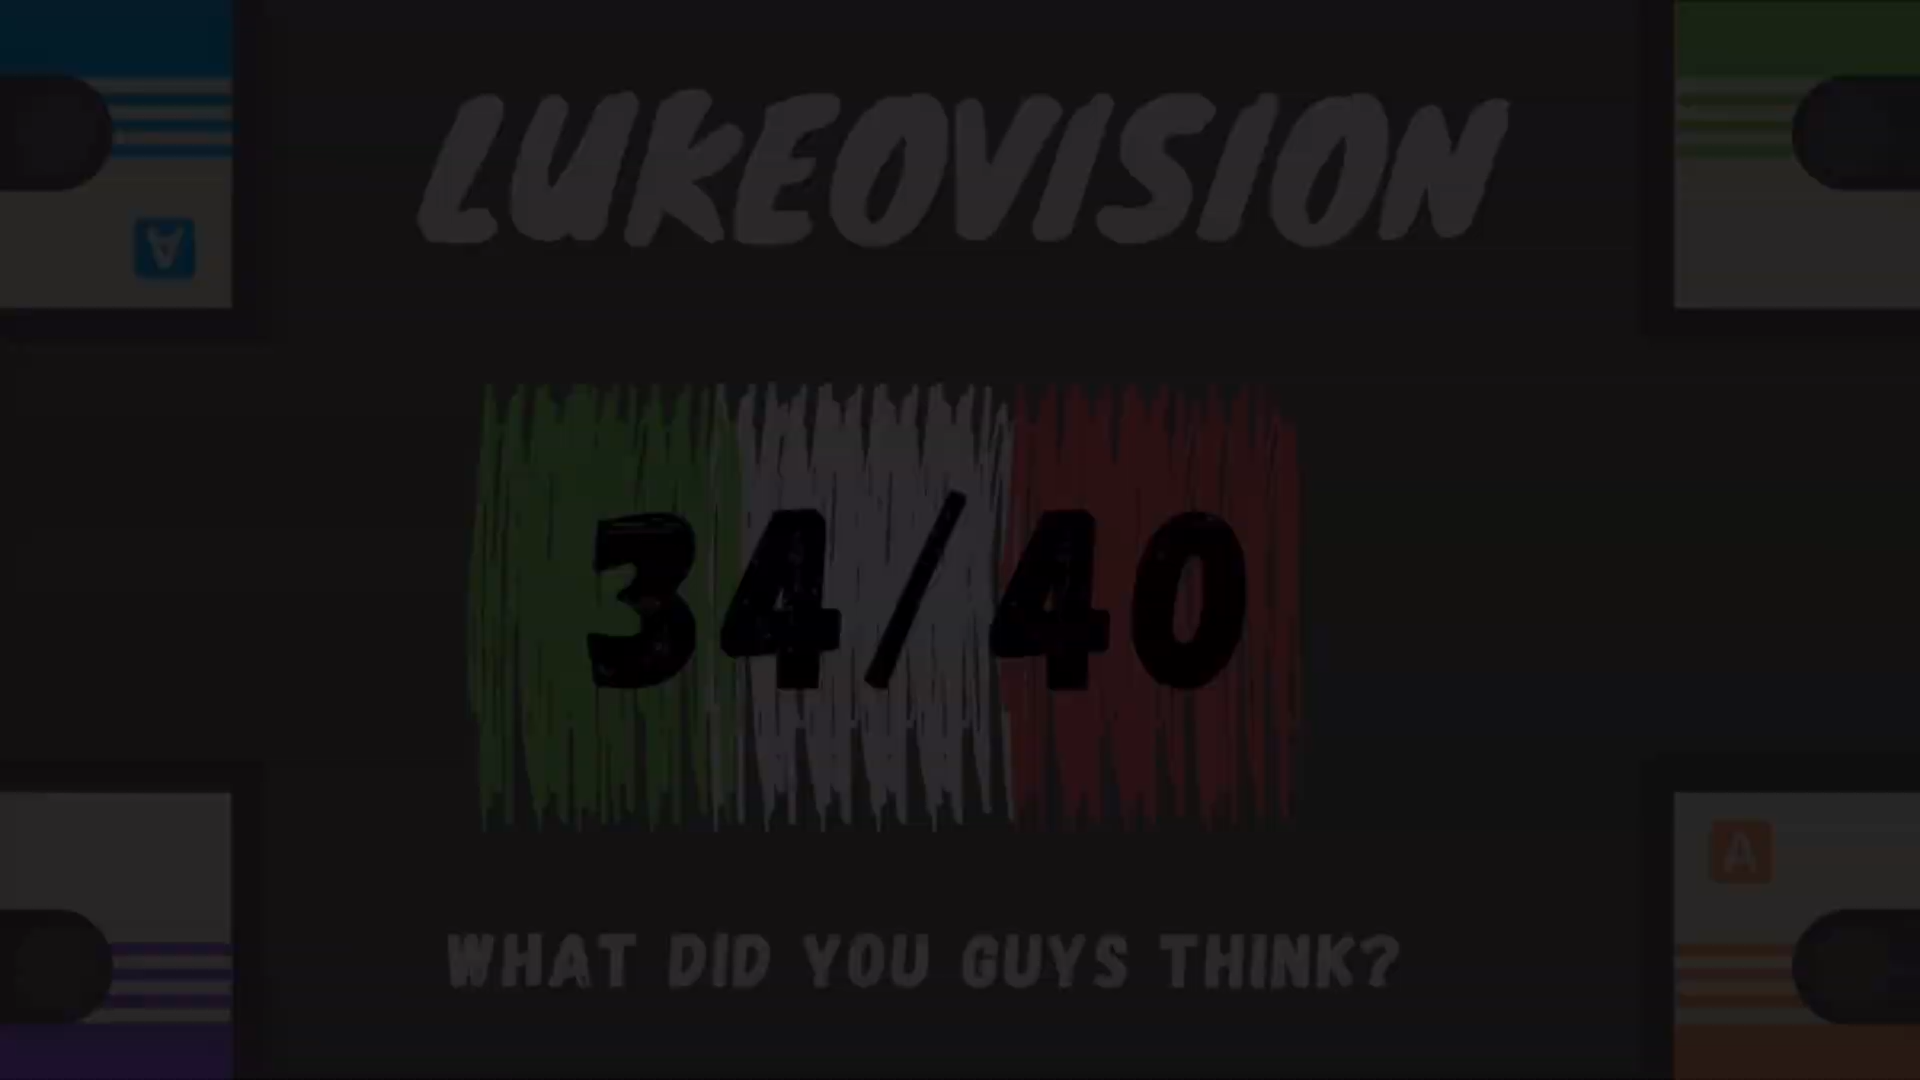 LUKEOVISION
A
34/40
A
WHAT DID YOU GUYS THINK?